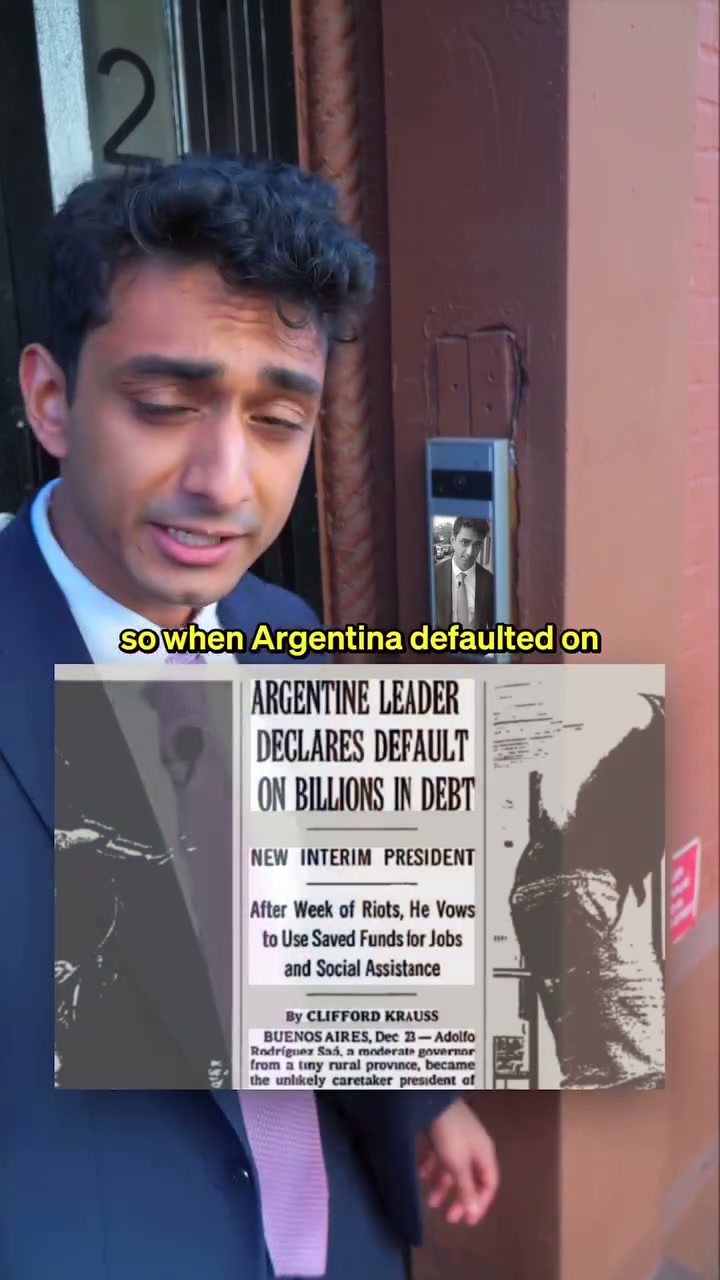 2
so when Argentina defaulted on
ARGENTINE LEADER
DECLARES DEFAULT
ON BILLIONS IN DEBT
NEW INTERIM PRESIDENT
After Week of Riots, He Vows
to Use Saved Funds for Jobs
and Social Assistance
By CLIFFORD KRAUSS
BUENOS AIRES, Dec 23 — Adolfo
Rodríguez Saá, a moderate governor
from a tiny rural province, became
the unlikely caretaker president of